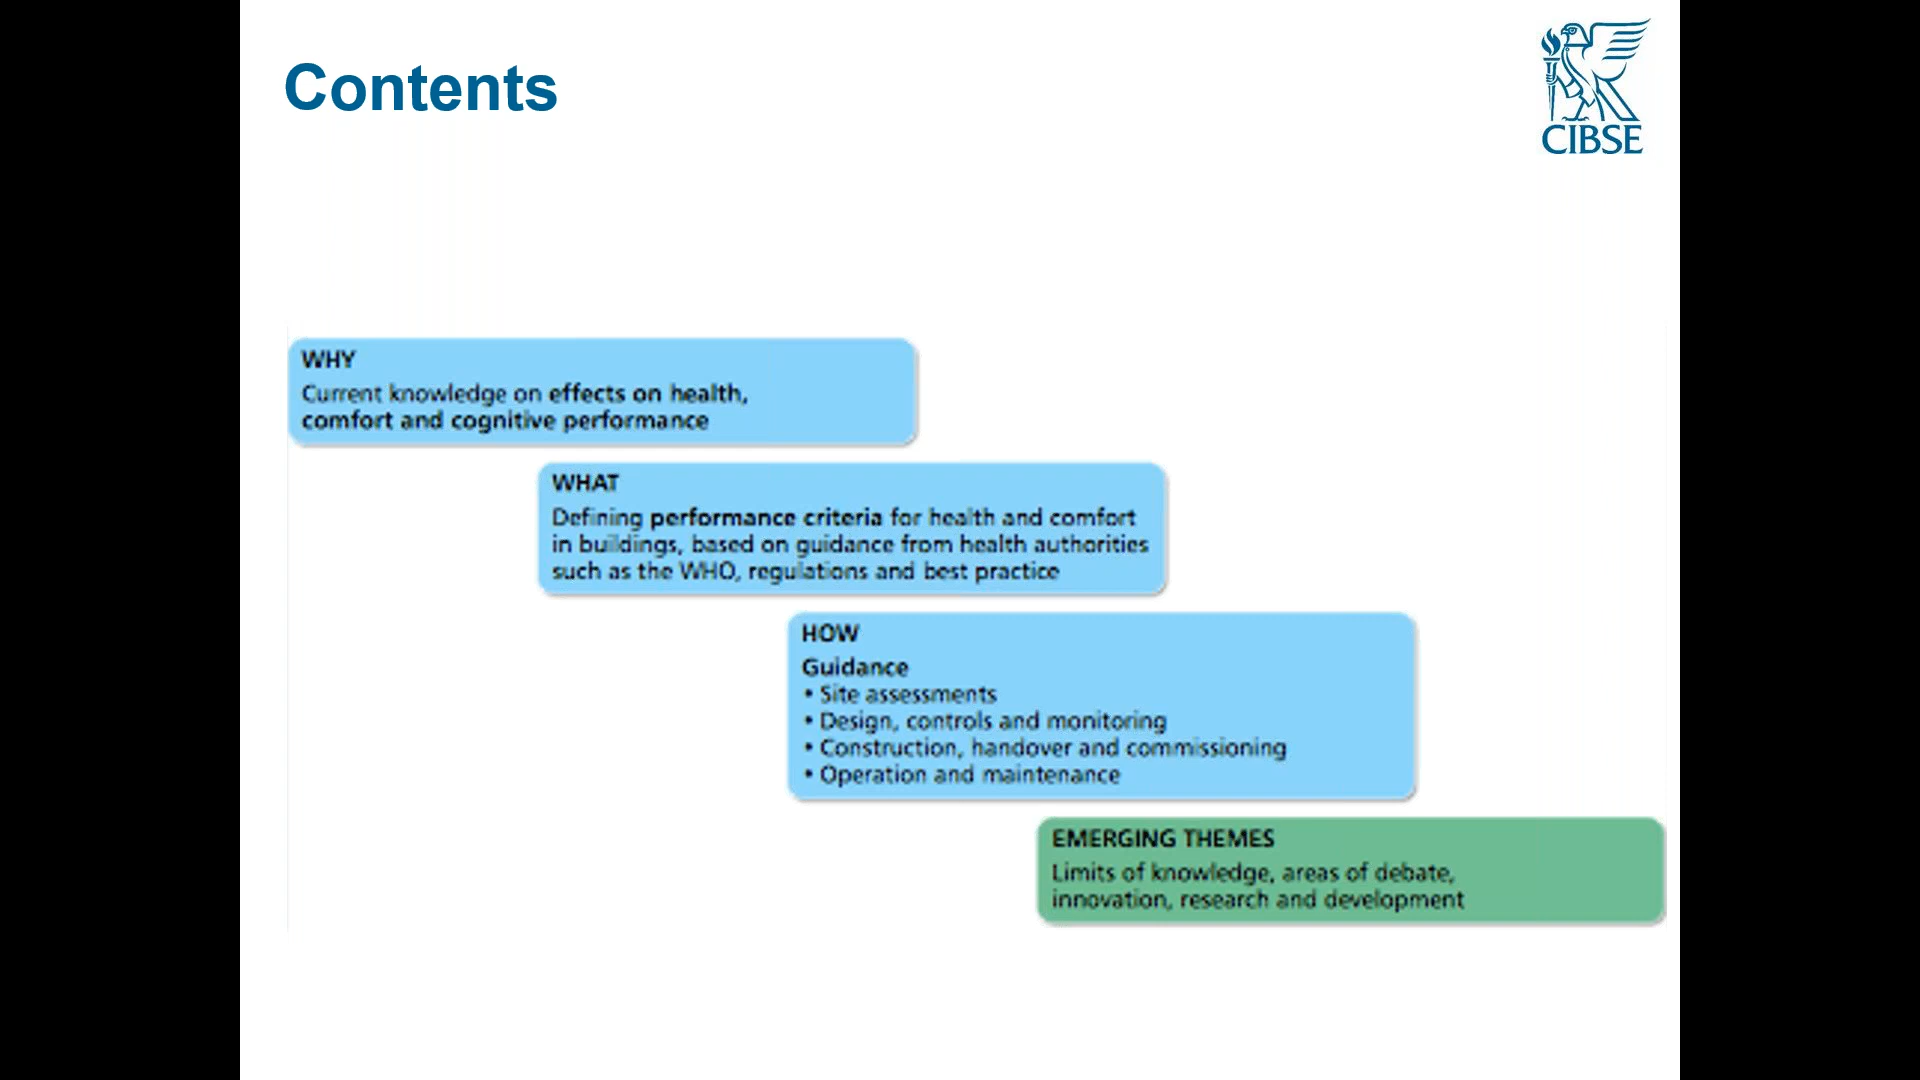 Contents
CIBSE
WHY
Current knowledge on effects on health,
comfort and cognitive performance
WHAT
Defining performance criteria for health and comfort
in buildings, based on guidance from health authorities
such as the WHO, regulations and best practice
HOW
Guidance
• Site assessments
• Design, controls and monitoring
• Construction, handover and commissioning
• Operation and maintenance
EMERGING THEMES
Limits of knowledge, areas of debate,
innovation, research and development